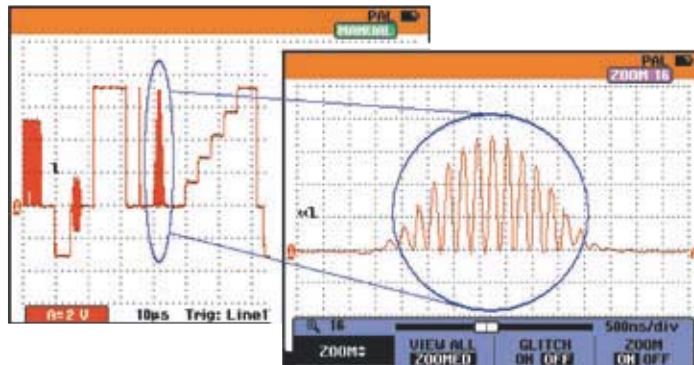 PAL
MANUAL
A=2 V 10µs Trig: Line1
PAL
ZOOM 16
16 500ns/div
ZOOM
VIEW ALL
ZOOMED
GLITCH
ON OFF
ZOOM
ON OFF